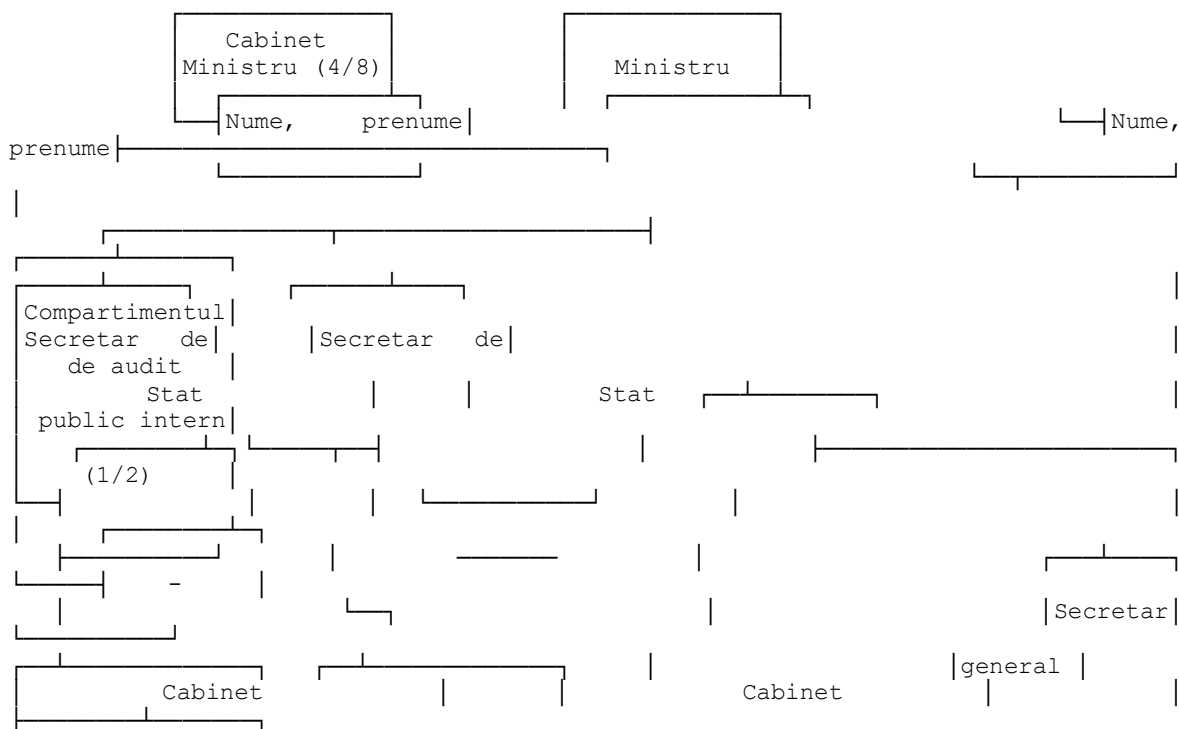 Cabinet
Ministru (4/8) Ministru
Nume, prenume Nume,
prenume
Compartimentul
Secretar de Secretar de
de audit
Stat Stat
public intern
(1/2)
-
Secretar
general
Cabinet Cabinet